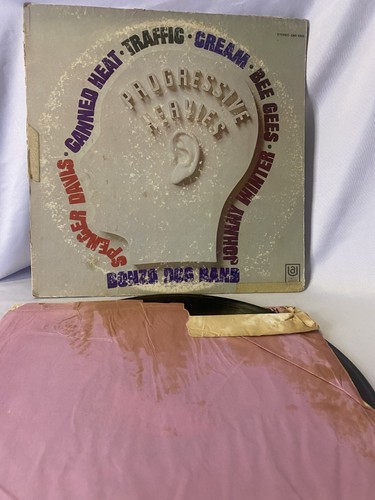 PROGRESSIVE
HEAVIES
SPENCER DAVIS · CANNED HEAT · TRAFFIC · CREAM · BEE GEES · JOHNNY WINTER ·
BONZO DOG BAND